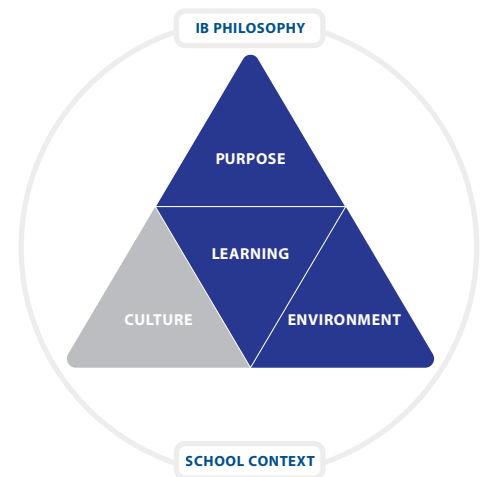 IB PHILOSOPHY
PURPOSE
LEARNING
CULTURE
ENVIRONMENT
SCHOOL CONTEXT